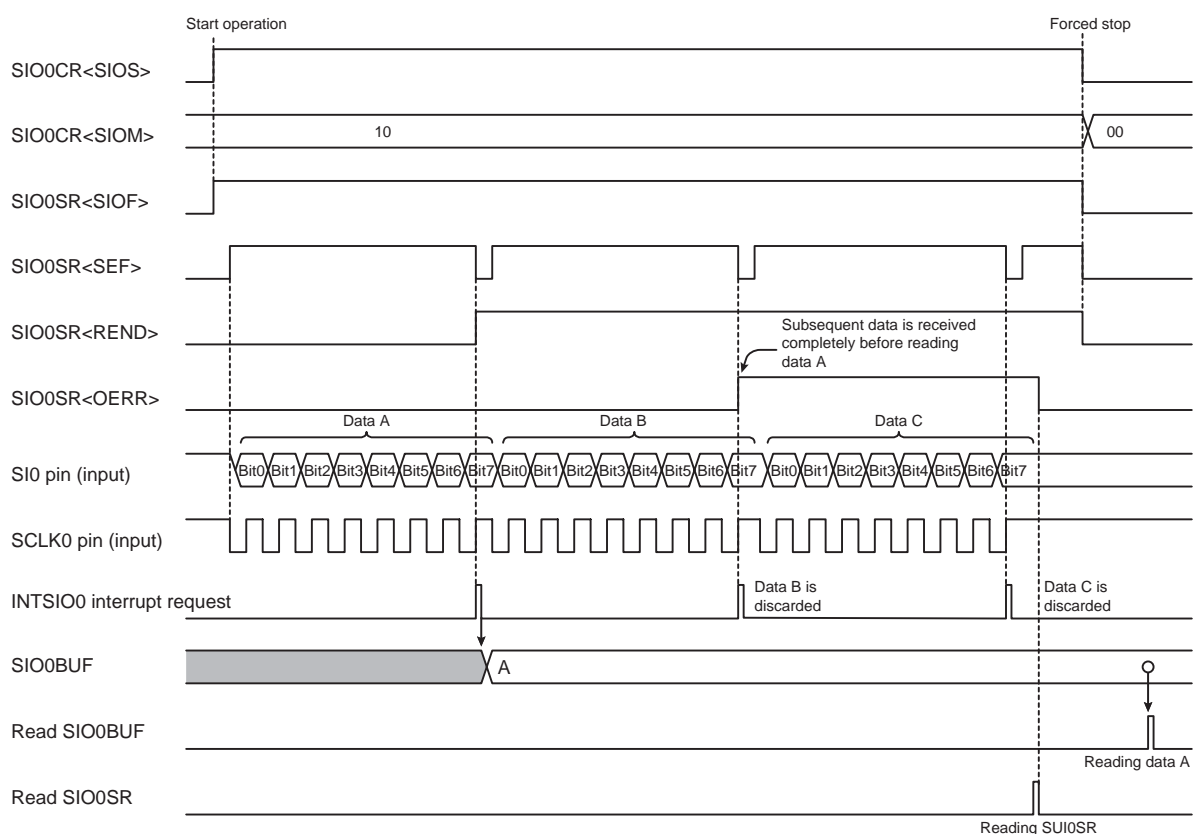 Start operation
Forced stop
SIO0CR<SIOS>
SIO0CR<SIOM>
10
00
SIO0SR<SIOF>
SIO0SR<SEF>
SIO0SR<REND>
Subsequent data is received
completely before reading
data A
SIO0SR<OERR>
Data A
Data B
Data C
SI0 pin (input)
Bit0 Bit1 Bit2 Bit3 Bit4 Bit5 Bit6 Bit7 Bit0 Bit1 Bit2 Bit3 Bit4 Bit5 Bit6 Bit7 Bit0 Bit1 Bit2 Bit3 Bit4 Bit5 Bit6 Bit7
SCLK0 pin (input)
INTSIO0 interrupt request
Data B is
discarded
Data C is
discarded
SIO0BUF
A
Read SIO0BUF
Reading data A
Read SIO0SR
Reading SUI0SR